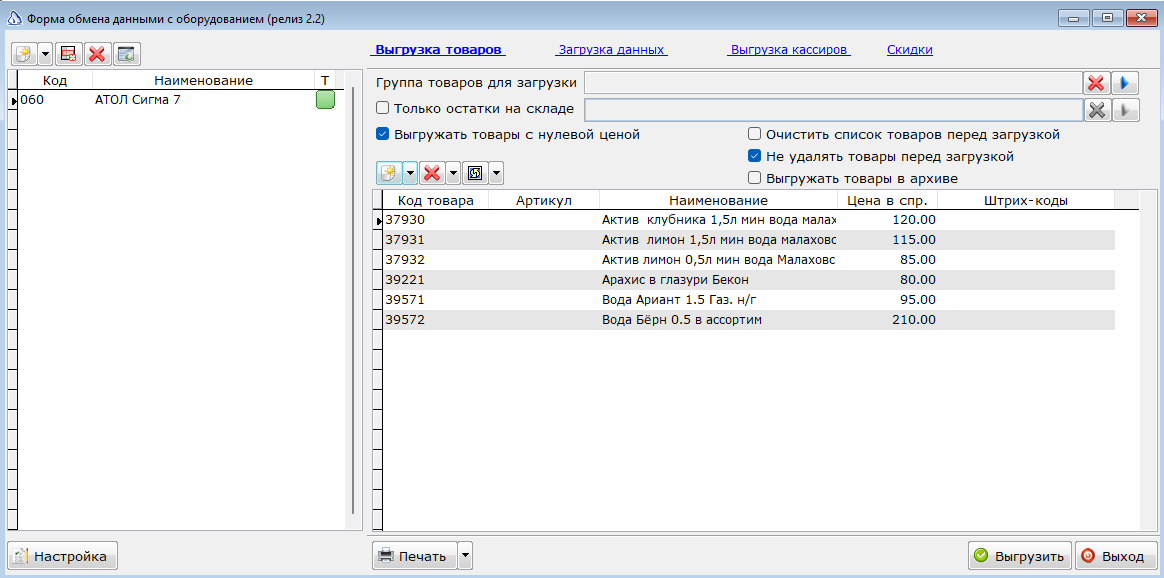 Форма обмена данными с оборудованием (релиз 2.2)
Выгрузка товаров Загрузка данных Выгрузка кассиров Скидки
Код Наименование Т
060 АТОЛ Сигма 7
Группа товаров для загрузки
Только остатки на складе
Выгружать товары с нулевой ценой
Очистить список товаров перед загрузкой
Не удалять товары перед загрузкой
Выгружать товары в архиве
Код товара Артикул Наименование Цена в спр. Штрих-коды
37930 Актив клубника 1,5л мин вода малах 120.00
37931 Актив лимон 1,5л мин вода малаховс 115.00
37932 Актив лимон 0,5л мин вода Малаховс 85.00
39221 Арахис в глазури Бекон 80.00
39571 Вода Ариант 1.5 Газ. н/г 95.00
39572 Вода Бёрн 0.5 в ассортим 210.00
Настройка Печать Выгрузить Выход